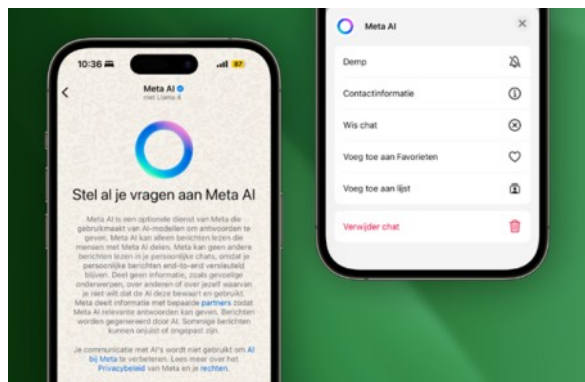 10:36
87
Meta AI
met Llama 4
Stel al je vragen aan Meta AI
Meta AI is een optionele dienst van Meta die
gebruikmaakt van AI-modellen om antwoorden te
geven. Meta AI kan alleen berichten lezen die
mensen met Meta AI delen. Meta kan geen andere
berichten lezen in je persoonlijke chats, omdat je
persoonlijke berichten end-to-end versleuteld
blijven. Deel geen informatie, zoals gevoelige
onderwerpen, over anderen of over jezelf waarvan
je niet wilt dat de AI deze bewaart en gebruikt.
Meta deelt informatie met bepaalde partners zodat
Meta AI relevante antwoorden kan geven. Berichten
worden gegenereerd door AI. Sommige berichten
kunnen onjuist of ongepast zijn.
Je communicatie met AI's wordt niet gebruikt om AI
bij Meta te verbeteren. Lees meer over het
Privacybeleid van Meta en je rechten.
Meta AI
Demp
Contactinformatie
Wis chat
Voeg toe aan Favorieten
Voeg toe aan lijst
Verwijder chat